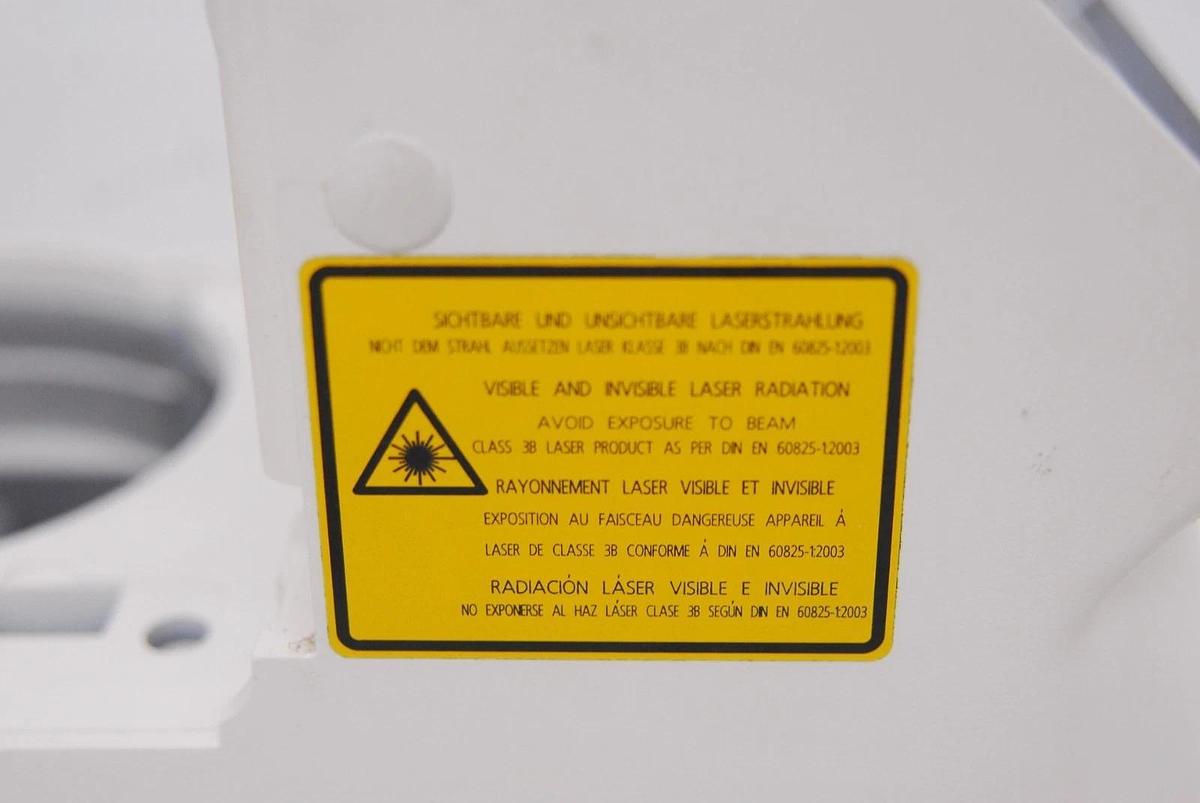 SICHTBARE UND UNSICHTBARE LASERSTRAHLUNG
NICHT DEM STRAHL AUSSETZEN LASER KLASSE 3B NACH DIN EN 60825-1:2003
VISIBLE AND INVISIBLE LASER RADIATION
AVOID EXPOSURE TO BEAM
CLASS 3B LASER PRODUCT AS PER DIN EN 60825-1:2003
RAYONNEMENT LASER VISIBLE ET INVISIBLE
EXPOSITION AU FAISCEAU DANGEREUSE APPAREIL Á
LASER DE CLASSE 3B CONFORME Á DIN EN 60825-1:2003
RADIACIÓN LÁSER VISIBLE E INVISIBLE
NO EXPONERSE AL HAZ LÁSER CLASE 3B SEGÚN DIN EN 60825-1:2003